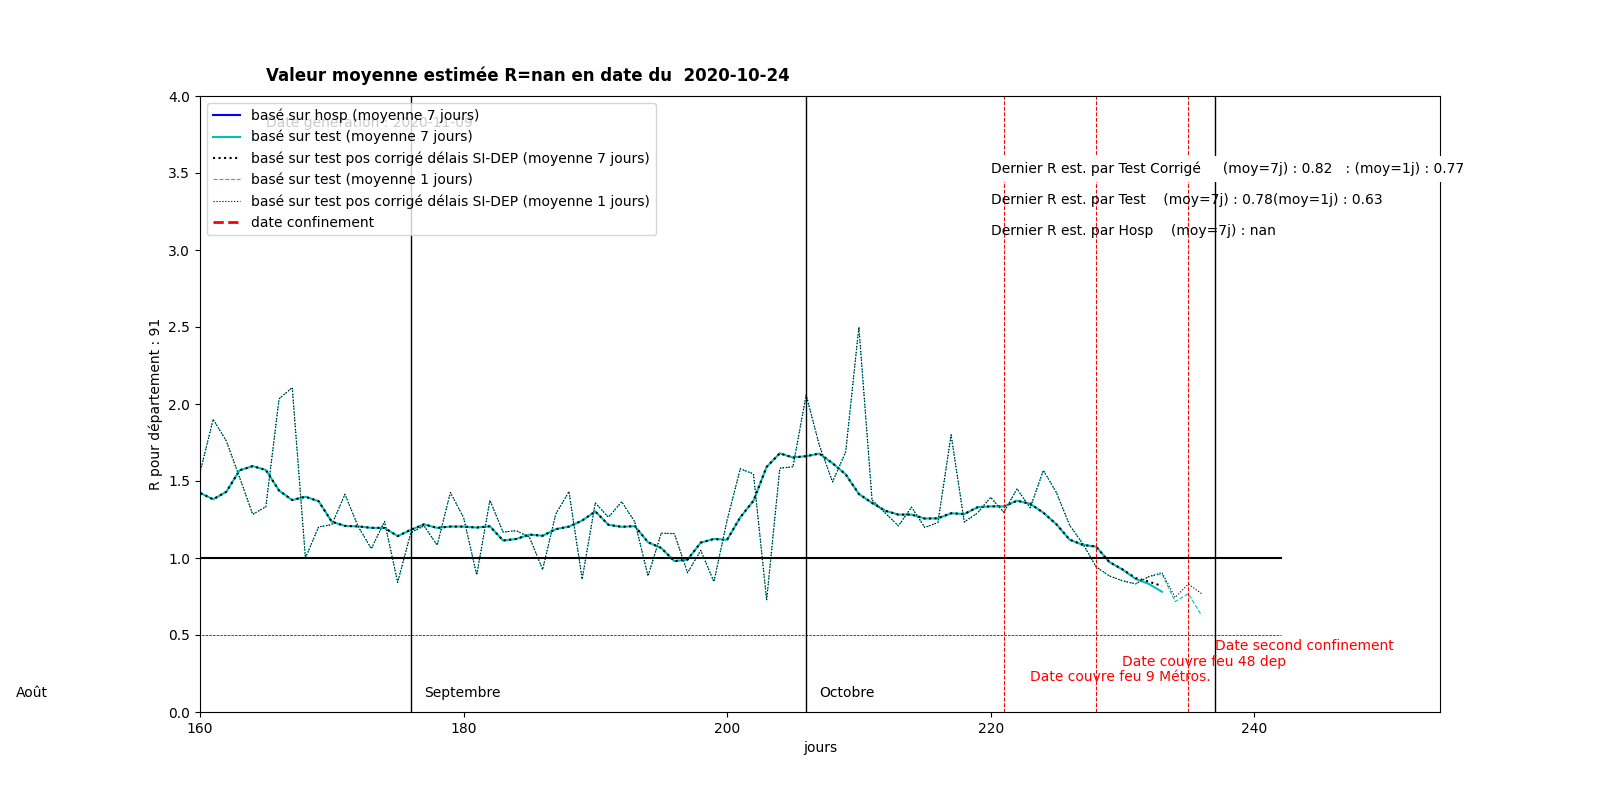 Valeur moyenne estimée R=nan en date du  2020-10-24
4.0
3.5
3.0
2.5
2.0
1.5
1.0
0.5
0.0
R pour département : 91
basé sur hosp (moyenne 7 jours)
Date génération : 2020-11-09
basé sur test (moyenne 7 jours)
basé sur test pos corrigé délais SI-DEP (moyenne 7 jours)
basé sur test (moyenne 1 jours)
basé sur test pos corrigé délais SI-DEP (moyenne 1 jours)
date confinement
Dernier R est. par Test Corrigé     (moy=7j) : 0.82   : (moy=1j) : 0.77
Dernier R est. par Test    (moy=7j) : 0.78(moy=1j) : 0.63
Dernier R est. par Hosp    (moy=7j) : nan
Date second confinement
Date couvre feu 48 dep
Date couvre feu 9 Métros.
Août
Septembre
Octobre
160
180
200
220
240
jours